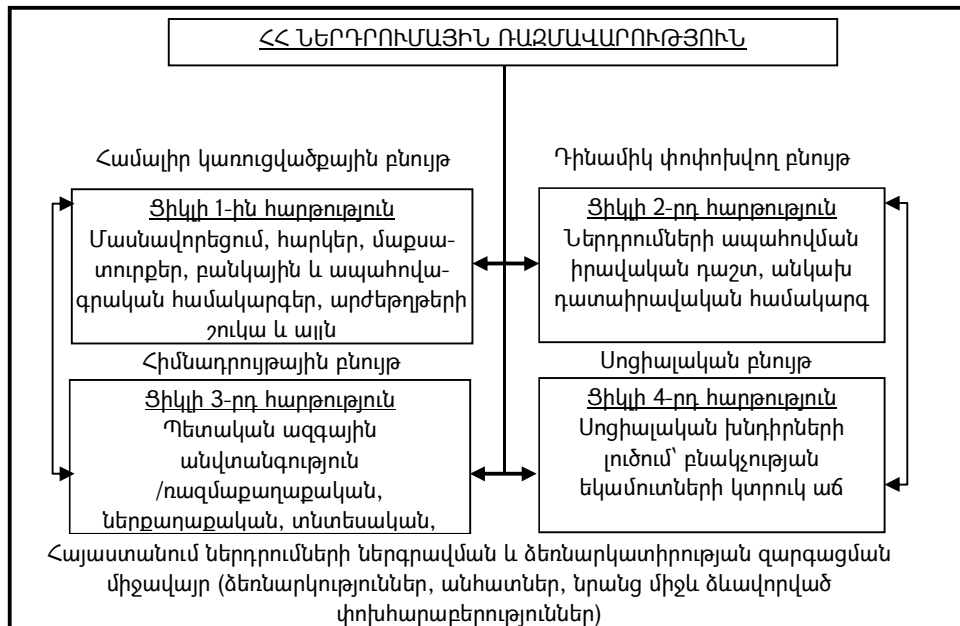 ՀՀ ՆԵՐԴՐՈՒՄԱՅԻՆ ՌԱԶՄԱՎԱՐՈՒԹՅՈՒՆ
Համալիր կառուցվածքային բնույթ
Ցիկլի 1-ին հարթություն
Մասնավորեցում, հարկեր, մաքսա-
տուրքեր, բանկային և ապահովա-
գրական համակարգեր, արժեթղթերի
շուկա և այլն
Դինամիկ փոփոխվող բնույթ
Ցիկլի 2-րդ հարթություն
Ներդրումների ապահովման
իրավական դաշտ, անկախ
դատաիրավական համակարգ
Հիմնադրույթային բնույթ
Ցիկլի 3-րդ հարթություն
Պետական ազգային
անվտանգություն
/ռազմաքաղաքական,
ներքաղաքական, տնտեսական,
Սոցիալական բնույթ
Ցիկլի 4-րդ հարթություն
Սոցիալական խնդիրների
լուծում՝ բնակչության
եկամուտների կտրուկ աճ
Հայաստանում ներդրումների ներգրավման և ձեռնարկատիրության զարգացման
միջավայր (ձեռնարկություններ, անհատներ, նրանց միջև ձևավորված
փոխհարաբերություններ)